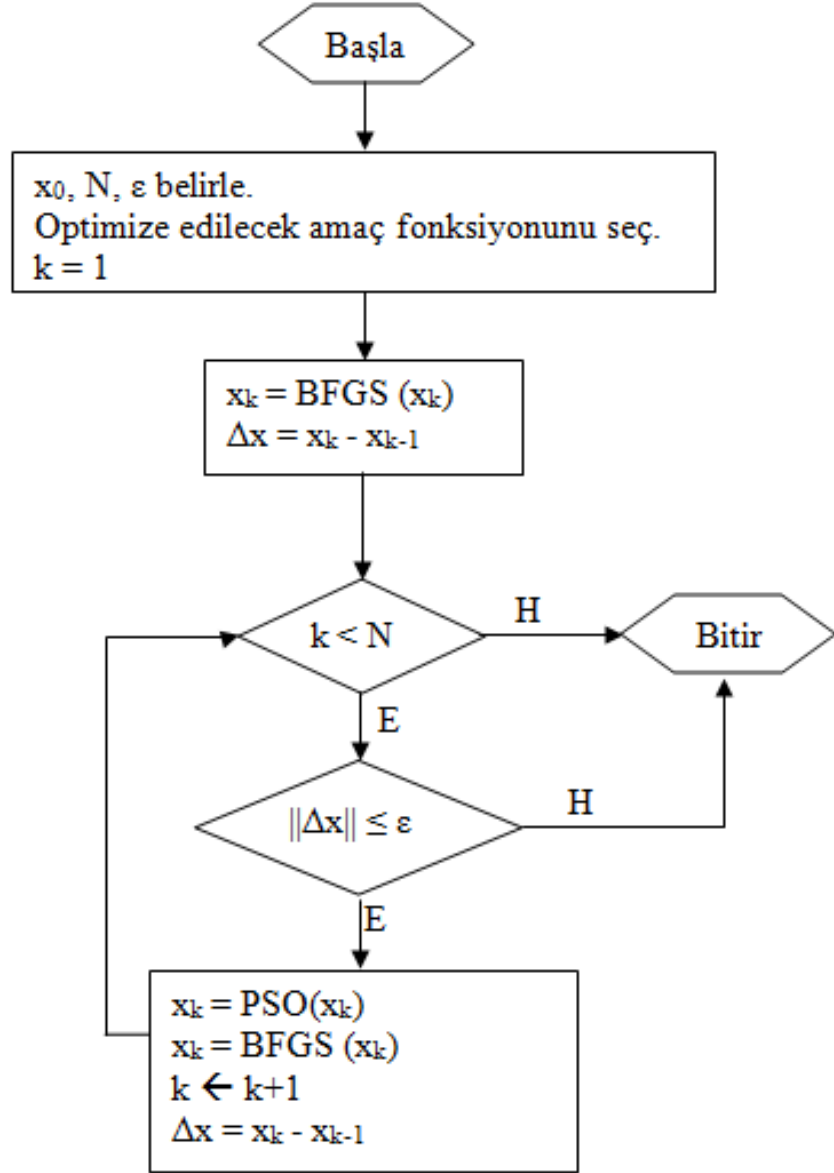 Başla
x₀, N, ε belirle.
Optimize edilecek amaç fonksiyonunu seç.
k = 1
xₖ = BFGS (xₖ)
Δx = xₖ - xₖ₋₁
k < N
H
Bitir
E
||Δx|| ≤ ε
H
E
xₖ = PSO(xₖ)
xₖ = BFGS (xₖ)
k ← k+1
Δx = xₖ - xₖ₋₁